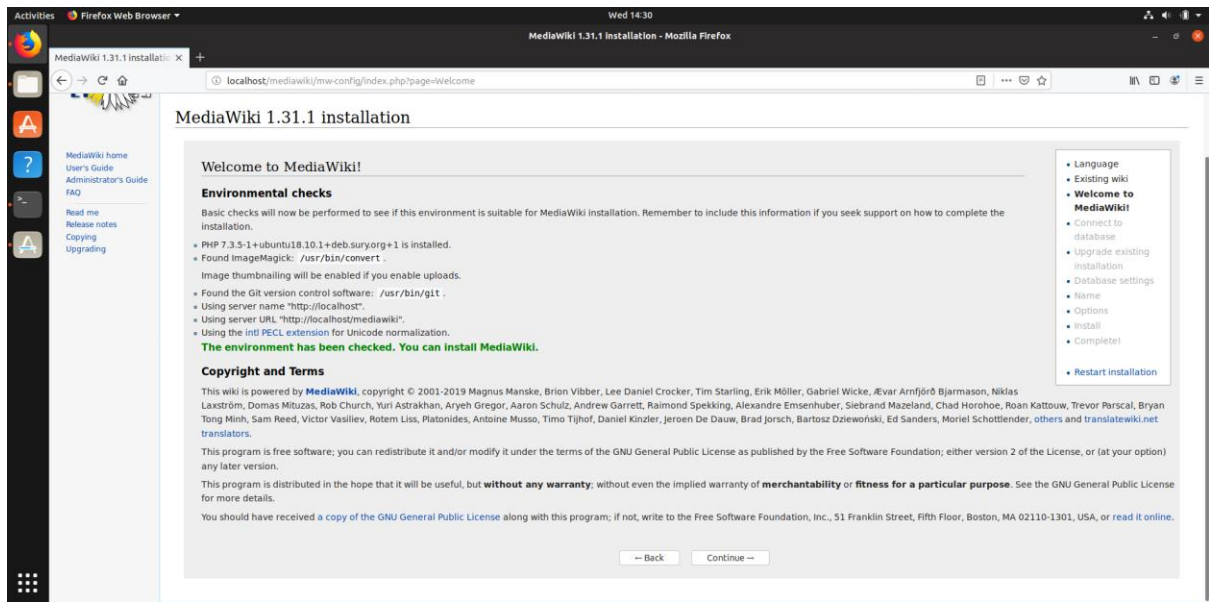 Activities Firefox Web Browser Wed 14:30
MediaWiki 1.31.1 installation - Mozilla Firefox
MediaWiki 1.31.1 installatio
localhost/mediawiki/mw-config/index.php?page=Welcome
MediaWiki home
User's Guide
Administrator's Guide
FAQ
Read me
Release notes
Copying
Upgrading
MediaWiki 1.31.1 installation
Welcome to MediaWiki!
Environmental checks
Basic checks will now be performed to see if this environment is suitable for MediaWiki installation. Remember to include this information if you seek support on how to complete the
installation.
PHP 7.3.5-1+ubuntu18.10.1+deb.sury.org+1 is installed.
Found ImageMagick: /usr/bin/convert .
Image thumbnailing will be enabled if you enable uploads.
Found the Git version control software: /usr/bin/git .
Using server name "http://localhost".
Using server URL "http://localhost/mediawiki".
Using the intl PECL extension for Unicode normalization.
The environment has been checked. You can install MediaWiki.
Copyright and Terms
This wiki is powered by MediaWiki, copyright © 2001-2019 Magnus Manske, Brion Vibber, Lee Daniel Crocker, Tim Starling, Erik Möller, Gabriel Wicke, Ævar Arnfjörð Bjarmason, Niklas
Laxström, Domas Mituzas, Rob Church, Yuri Astrakhan, Aryeh Gregor, Aaron Schulz, Andrew Garrett, Raimond Spekking, Alexandre Emsenhuber, Siebrand Mazeland, Chad Horohoe, Roan Kattouw, Trevor Parscal, Bryan
Tong Minh, Sam Reed, Victor Vasiliev, Rotem Liss, Platonides, Antoine Musso, Timo Tijhof, Daniel Kinzler, Jeroen De Dauw, Brad Jorsch, Bartosz Dziewoński, Ed Sanders, Moriel Schottlender, others and translatewiki.net
translators.
This program is free software; you can redistribute it and/or modify it under the terms of the GNU General Public License as published by the Free Software Foundation; either version 2 of the License, or (at your option)
any later version.
This program is distributed in the hope that it will be useful, but without any warranty; without even the implied warranty of merchantability or fitness for a particular purpose. See the GNU General Public License
for more details.
You should have received a copy of the GNU General Public License along with this program; if not, write to the Free Software Foundation, Inc., 51 Franklin Street, Fifth Floor, Boston, MA 02110-1301, USA, or read it online.
← Back Continue →
Language
Existing wiki
Welcome to
MediaWiki!
Connect to
database
Upgrade existing
installation
Database settings
Name
Options
Install
Complete!
Restart installation